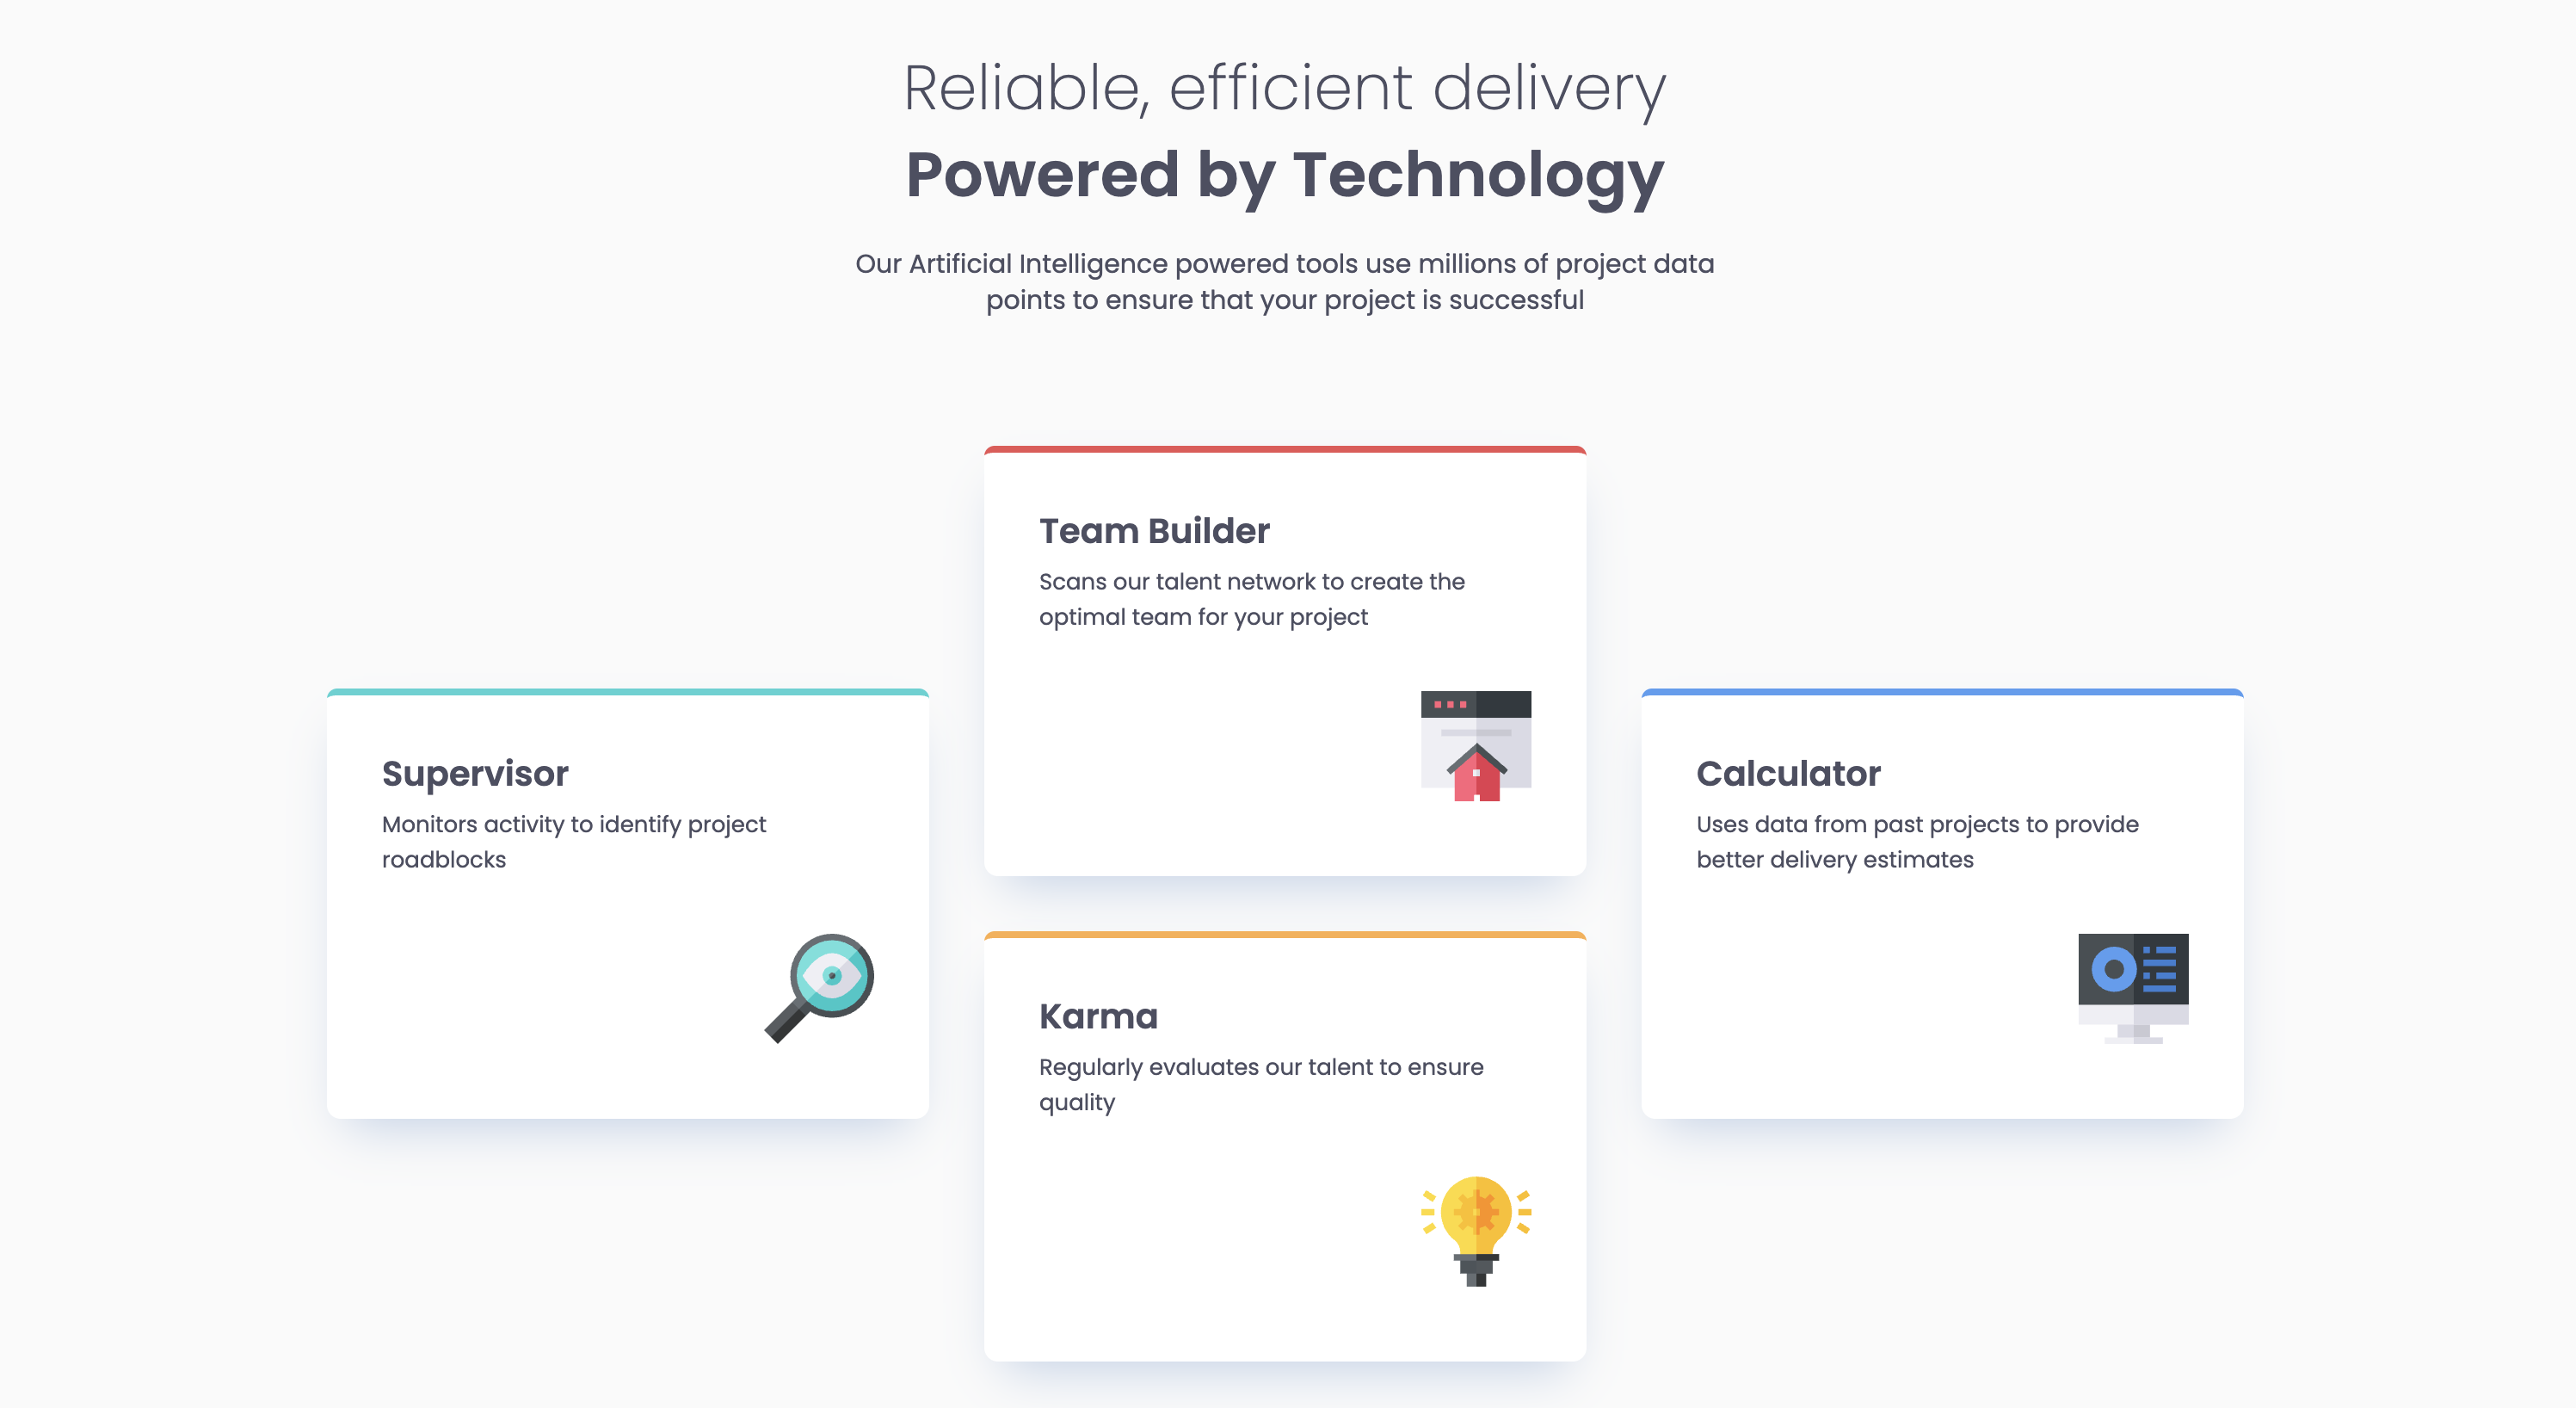 Reliable, efficient delivery
Powered by Technology
Our Artificial Intelligence powered tools use millions of project data
points to ensure that your project is successful
Team Builder
Scans our talent network to create the
optimal team for your project
Supervisor
Monitors activity to identify project
roadblocks
Calculator
Uses data from past projects to provide
better delivery estimates
Karma
Regularly evaluates our talent to ensure
quality